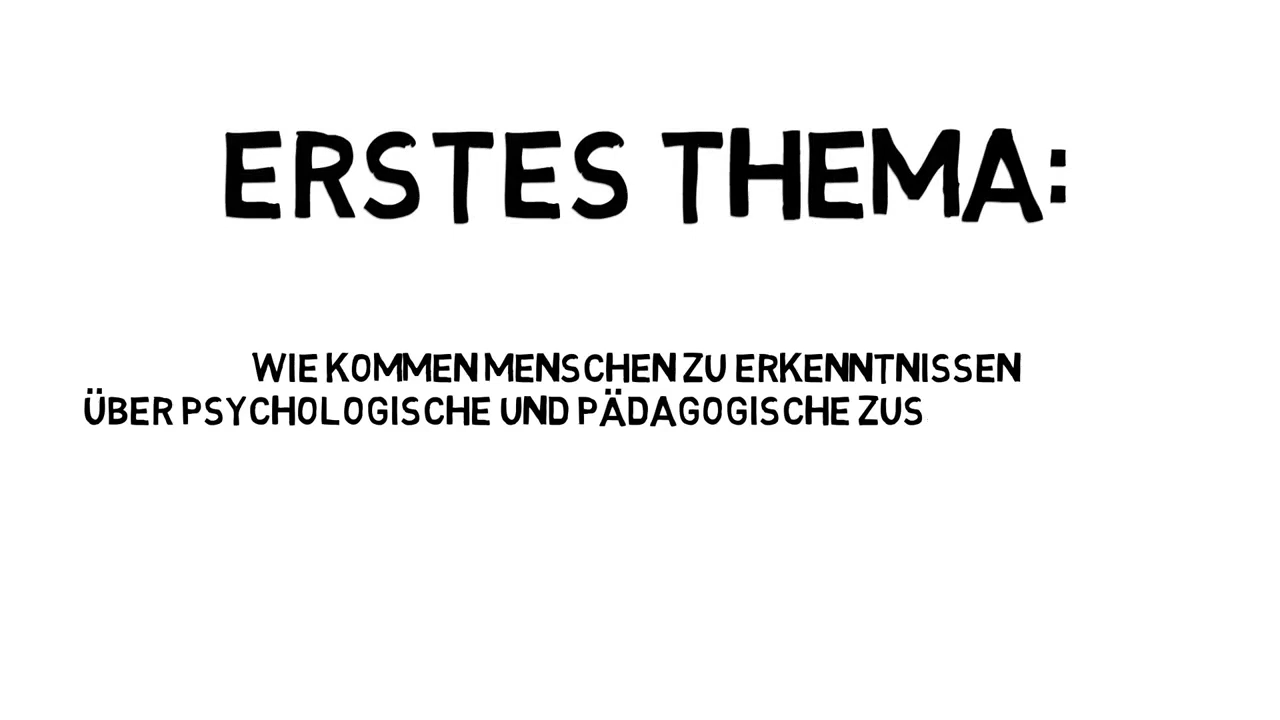 ERSTES THEMA:
WIE KOMMEN MENSCHEN ZU ERKENNTNISSEN
ÜBER PSYCHOLOGISCHE UND PÄDAGOGISCHE ZUS